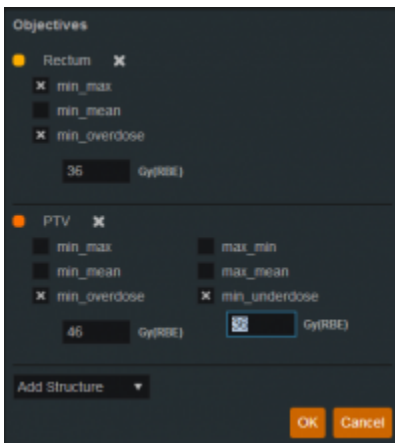 Objectives
Rectum
min_max
min_mean
min_overdose
36 Gy(RBE)
PTV
min_max max_min
min_mean max_mean
min_overdose min_underdose
46 Gy(RBE) Gy(RBE)
Add Structure
OK Cancel